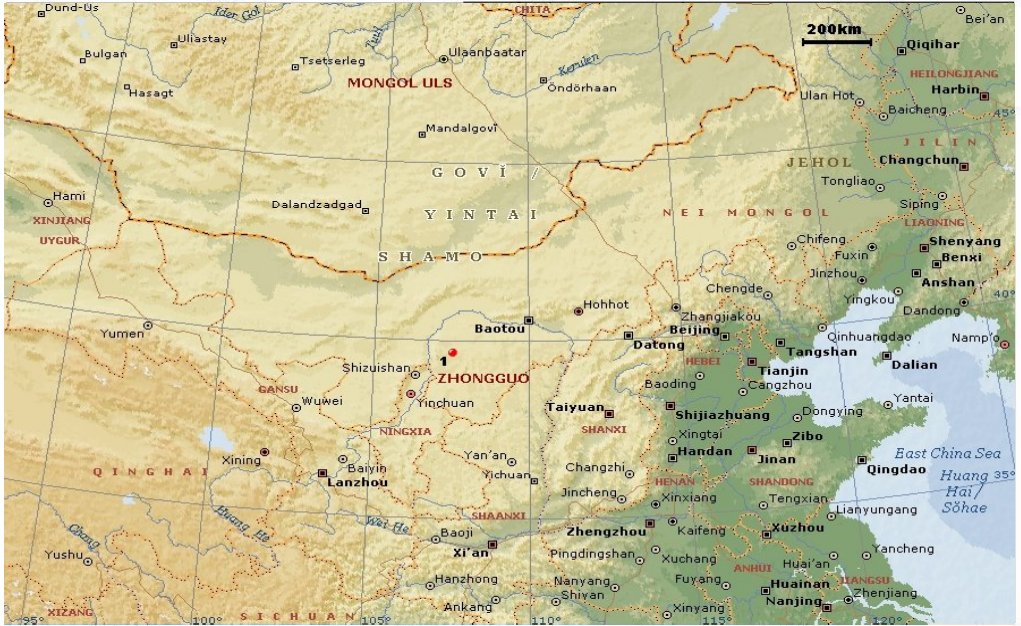 CHITA
Dund-Us
Ider Gol
Tuul
Bei'an
Uliastay
200km
Bulgan
Ulaanbaatar
Qiqihar
Tsetserleg
Kerulen
MONGOL ULS
Öndörhaan
HEILONGJIANG
Hasagt
Ulan Hot
Harbin
Baicheng
45°
Mandalgovi
JILIN
JEHOL
Changchun
GOVĬ /
Tongliao
Hami
Dalandzadgad
YINTAI
NEI MONGOL
Siping
XINJIANG
UYGUR
LIAONING
Chifeng
Shenyang
SHAMO
Fuxin
Benxi
Jinzhou
Anshan
Chengde
Yingkou
40°
Hohhot
Dandong
Zhangjiakou
Yumen
Baotou
Beijing
Qinhuangdao
Namp'o
Datong
Tangshan
1
HEBEI
Dalian
Shizuishan
ZHONGGUO
Tianjin
GANSU
Baoding
Cangzhou
Yantai
Wuwei
Yinchuan
Taiyuan
Shijiazhuang
Dongying
NINGXIA
SHANXI
Xingtai
Zibo
Xining
Yan'an
Handan
Jinan
East China Sea
QINGHAI
Baiyin
Changzhi
Qingdao
Lanzhou
Yichuan
HENAN
SHANDONG
Huang
Hai /
Sŏhae
35°
Jincheng
Xinxiang
Tengxian
Huang He
Wei He
SHAANXI
Lianyungang
Chang
Zhengzhou
Kaifeng
Xuzhou
Baoji
Yushu
Xi'an
Pingdingshan
Xuchang
Huai'an
Yancheng
ANHUI
Hanzhong
Nanyang
Fuyang
Huainan
JIANGSU
Ankang
Shiyan
Nanjing
Zhenjiang
XIZANG
SICHUAN
Xinyang
95°
100°
105°
110°
115°
120°